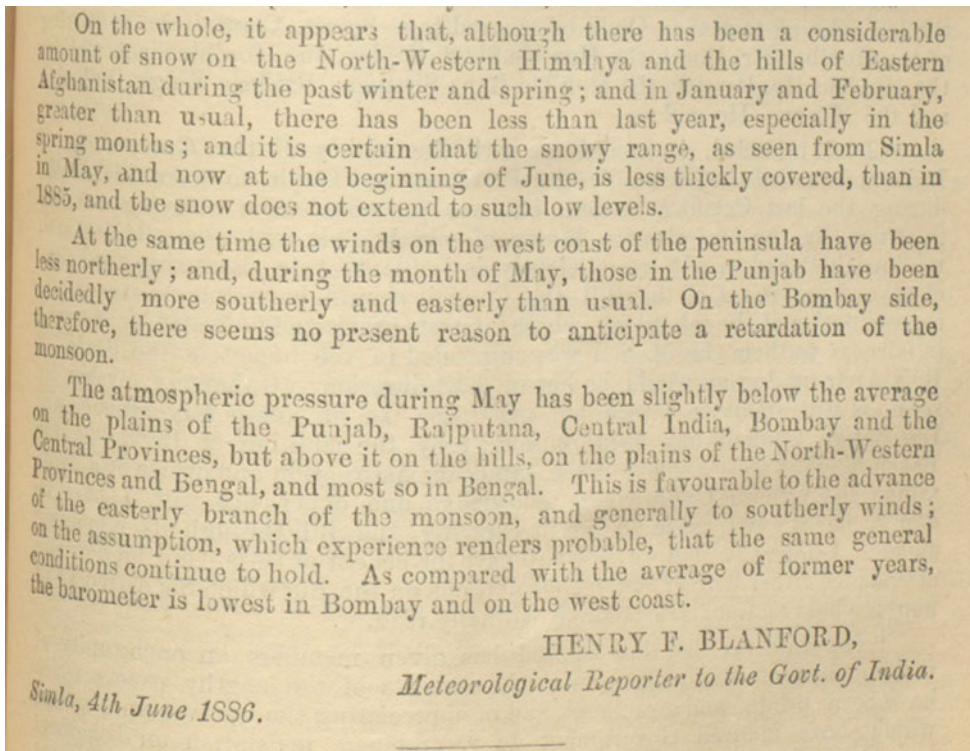 On the whole, it appears that, although there has been a considerable
amount of snow on the North-Western Himalaya and the hills of Eastern
Afghanistan during the past winter and spring; and in January and February,
greater than usual, there has been less than last year, especially in the
spring months; and it is certain that the snowy range, as seen from Simla
in May, and now at the beginning of June, is less thickly covered, than in
1885, and the snow does not extend to such low levels.
At the same time the winds on the west coast of the peninsula have been
less northerly; and, during the month of May, those in the Punjab have been
decidedly more southerly and easterly than usual. On the Bombay side,
therefore, there seems no present reason to anticipate a retardation of the
monsoon.
The atmospheric pressure during May has been slightly below the average
on the plains of the Punjab, Rajputana, Central India, Bombay and the
Central Provinces, but above it on the hills, on the plains of the North-Western
Provinces and Bengal, and most so in Bengal. This is favourable to the advance
of the easterly branch of the monsoon, and generally to southerly winds;
on the assumption, which experience renders probable, that the same general
conditions continue to hold. As compared with the average of former years,
the barometer is lowest in Bombay and on the west coast.
HENRY F. BLANFORD,
Meteorological Reporter to the Govt. of India.
Simla, 4th June 1886.